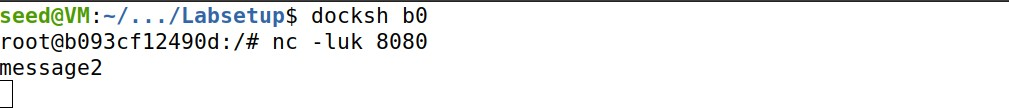 seed@VM:~/.../Labsetup$ docksh b0
root@b093cf12490d:/# nc -luk 8080
message2